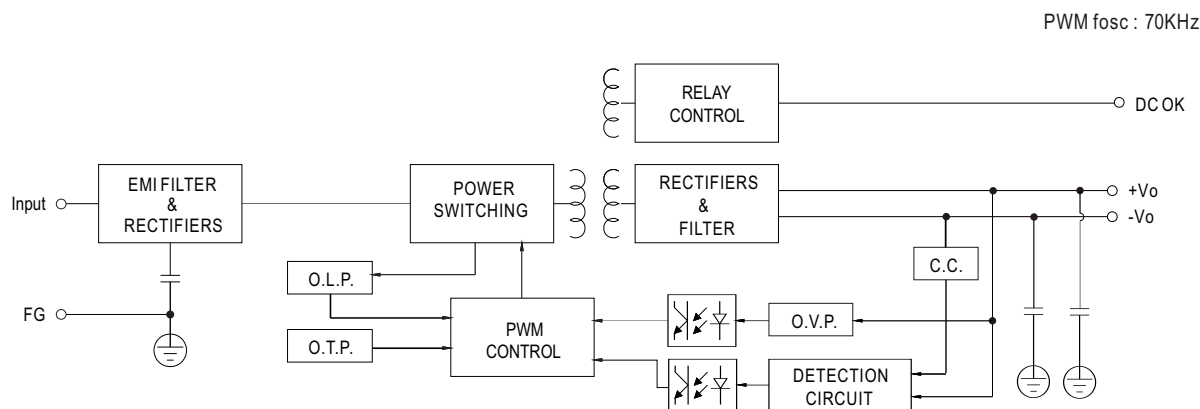 PWM fosc : 70KHz
RELAY
CONTROL
DC OK
Input
EMI FILTER
&
RECTIFIERS
POWER
SWITCHING
RECTIFIERS
&
FILTER
+Vo
-Vo
C.C.
O.L.P.
FG
PWM
CONTROL
O.V.P.
O.T.P.
DETECTION
CIRCUIT